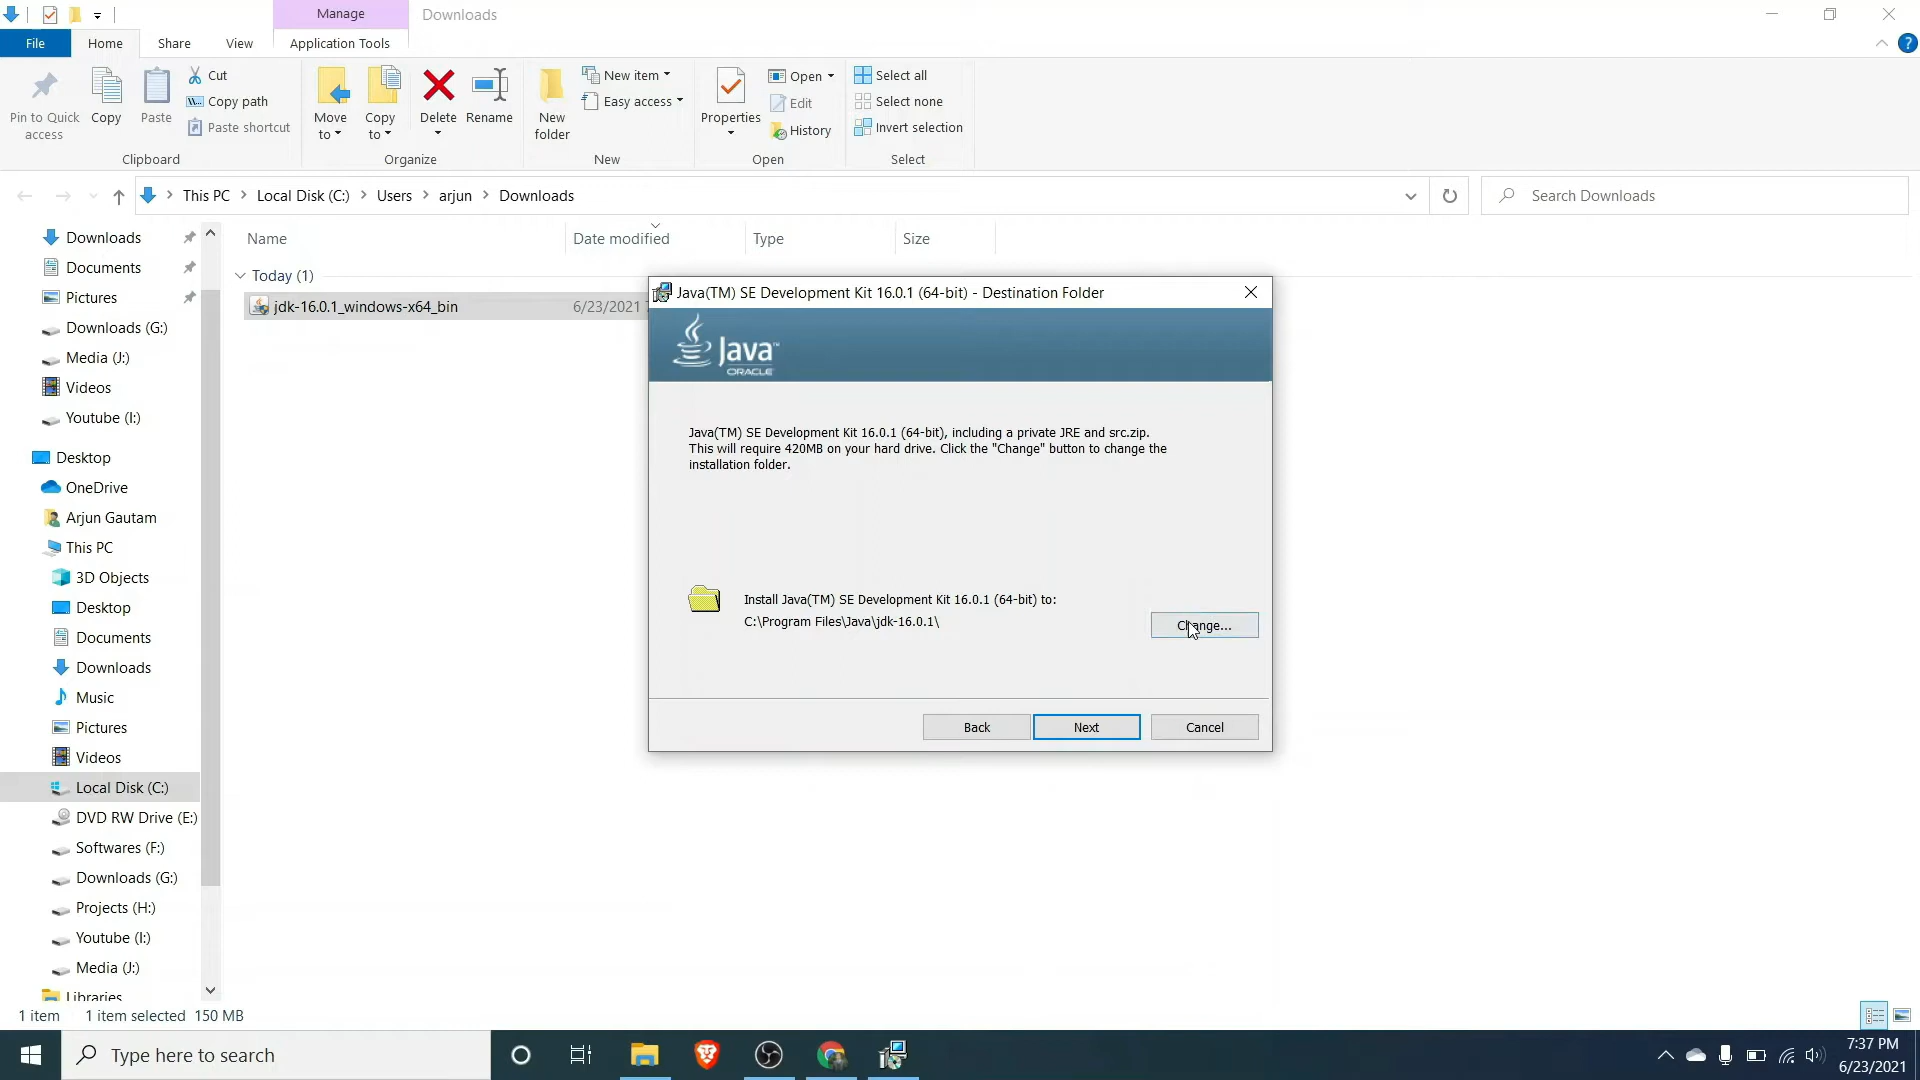 Manage
Downloads
File
Home
Share
View
Application Tools
Pin to Quick access
Copy
Paste
Cut
Copy path
Paste shortcut
Clipboard
Move to
Copy to
Delete
Rename
Organize
New folder
New item
Easy access
New
Properties
Open
Edit
History
Open
Select all
Select none
Invert selection
Select
This PC
Local Disk (C:)
Users
arjun
Downloads
Search Downloads
Downloads
Documents
Pictures
Downloads (G:)
Media (J:)
Videos
Youtube (I:)
Desktop
OneDrive
Arjun Gautam
This PC
3D Objects
Desktop
Documents
Downloads
Music
Pictures
Videos
Local Disk (C:)
DVD RW Drive (E:)
Softwares (F:)
Downloads (G:)
Projects (H:)
Youtube (I:)
Media (J:)
Libraries
Name
Date modified
Type
Size
Today (1)
jdk-16.0.1_windows-x64_bin
6/23/2021
Java(TM) SE Development Kit 16.0.1 (64-bit) - Destination Folder
Java™
ORACLE
Java(TM) SE Development Kit 16.0.1 (64-bit), including a private JRE and src.zip.
This will require 420MB on your hard drive. Click the "Change" button to change the
installation folder.
Install Java(TM) SE Development Kit 16.0.1 (64-bit) to:
C:\Program Files\Java\jdk-16.0.1\
Change...
Back
Next
Cancel
1 item
1 item selected
150 MB
Type here to search
7:37 PM
6/23/2021